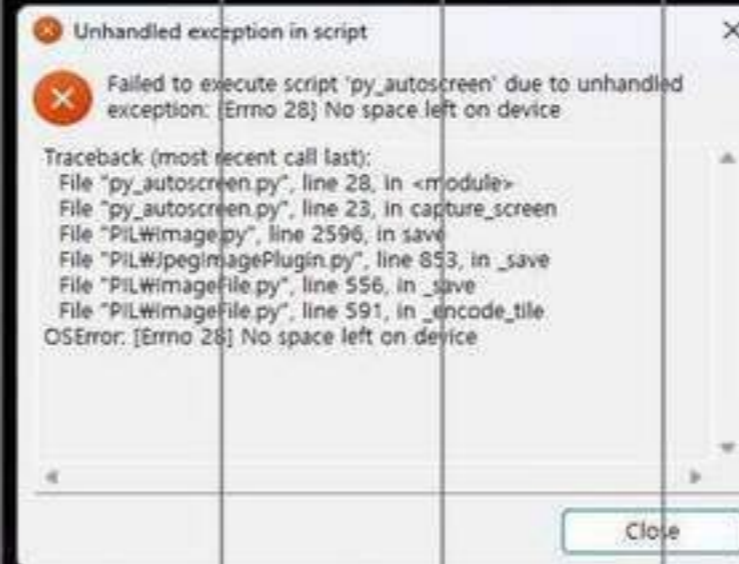 Unhandled exception in script
Failed to execute script 'py_autoscreen' due to unhandled
exception: [Errno 28] No space left on device
Traceback (most recent call last):
File "py_autoscreen.py", line 28, in <module>
File "py_autoscreen.py", line 23, in capture_screen
File "PIL₩Image.py", line 2596, in save
File "PIL₩JpegImagePlugin.py", line 853, in _save
File "PIL₩ImageFile.py", line 556, in _save
File "PIL₩ImageFile.py", line 591, in _encode_tile
OSError: [Errno 28] No space left on device
Close